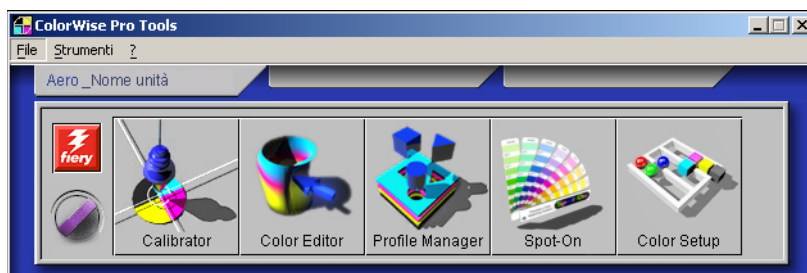 ColorWise Pro Tools
File Strumenti ?
Aero _Nome unità
fiery
Calibrator Color Editor Profile Manager Spot-On Color Setup